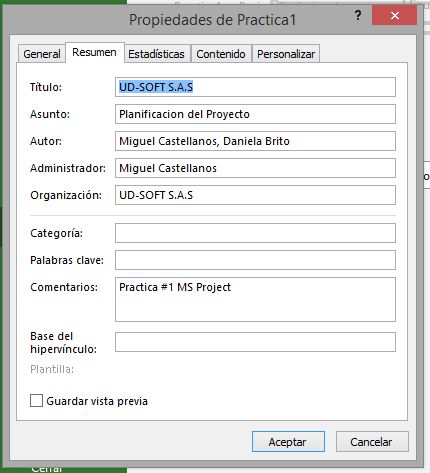 Propiedades de Practica1
General Resumen Estadísticas Contenido Personalizar
Título: UD-SOFT S.A.S
Asunto: Planificacion del Proyecto
Autor: Miguel Castellanos, Daniela Brito
Administrador: Miguel Castellanos
Organización: UD-SOFT S.A.S
Categoría:
Palabras clave:
Comentarios: Practica #1 MS Project
Base del
hipervínculo:
Plantilla:
Guardar vista previa
Aceptar Cancelar
Cerrar